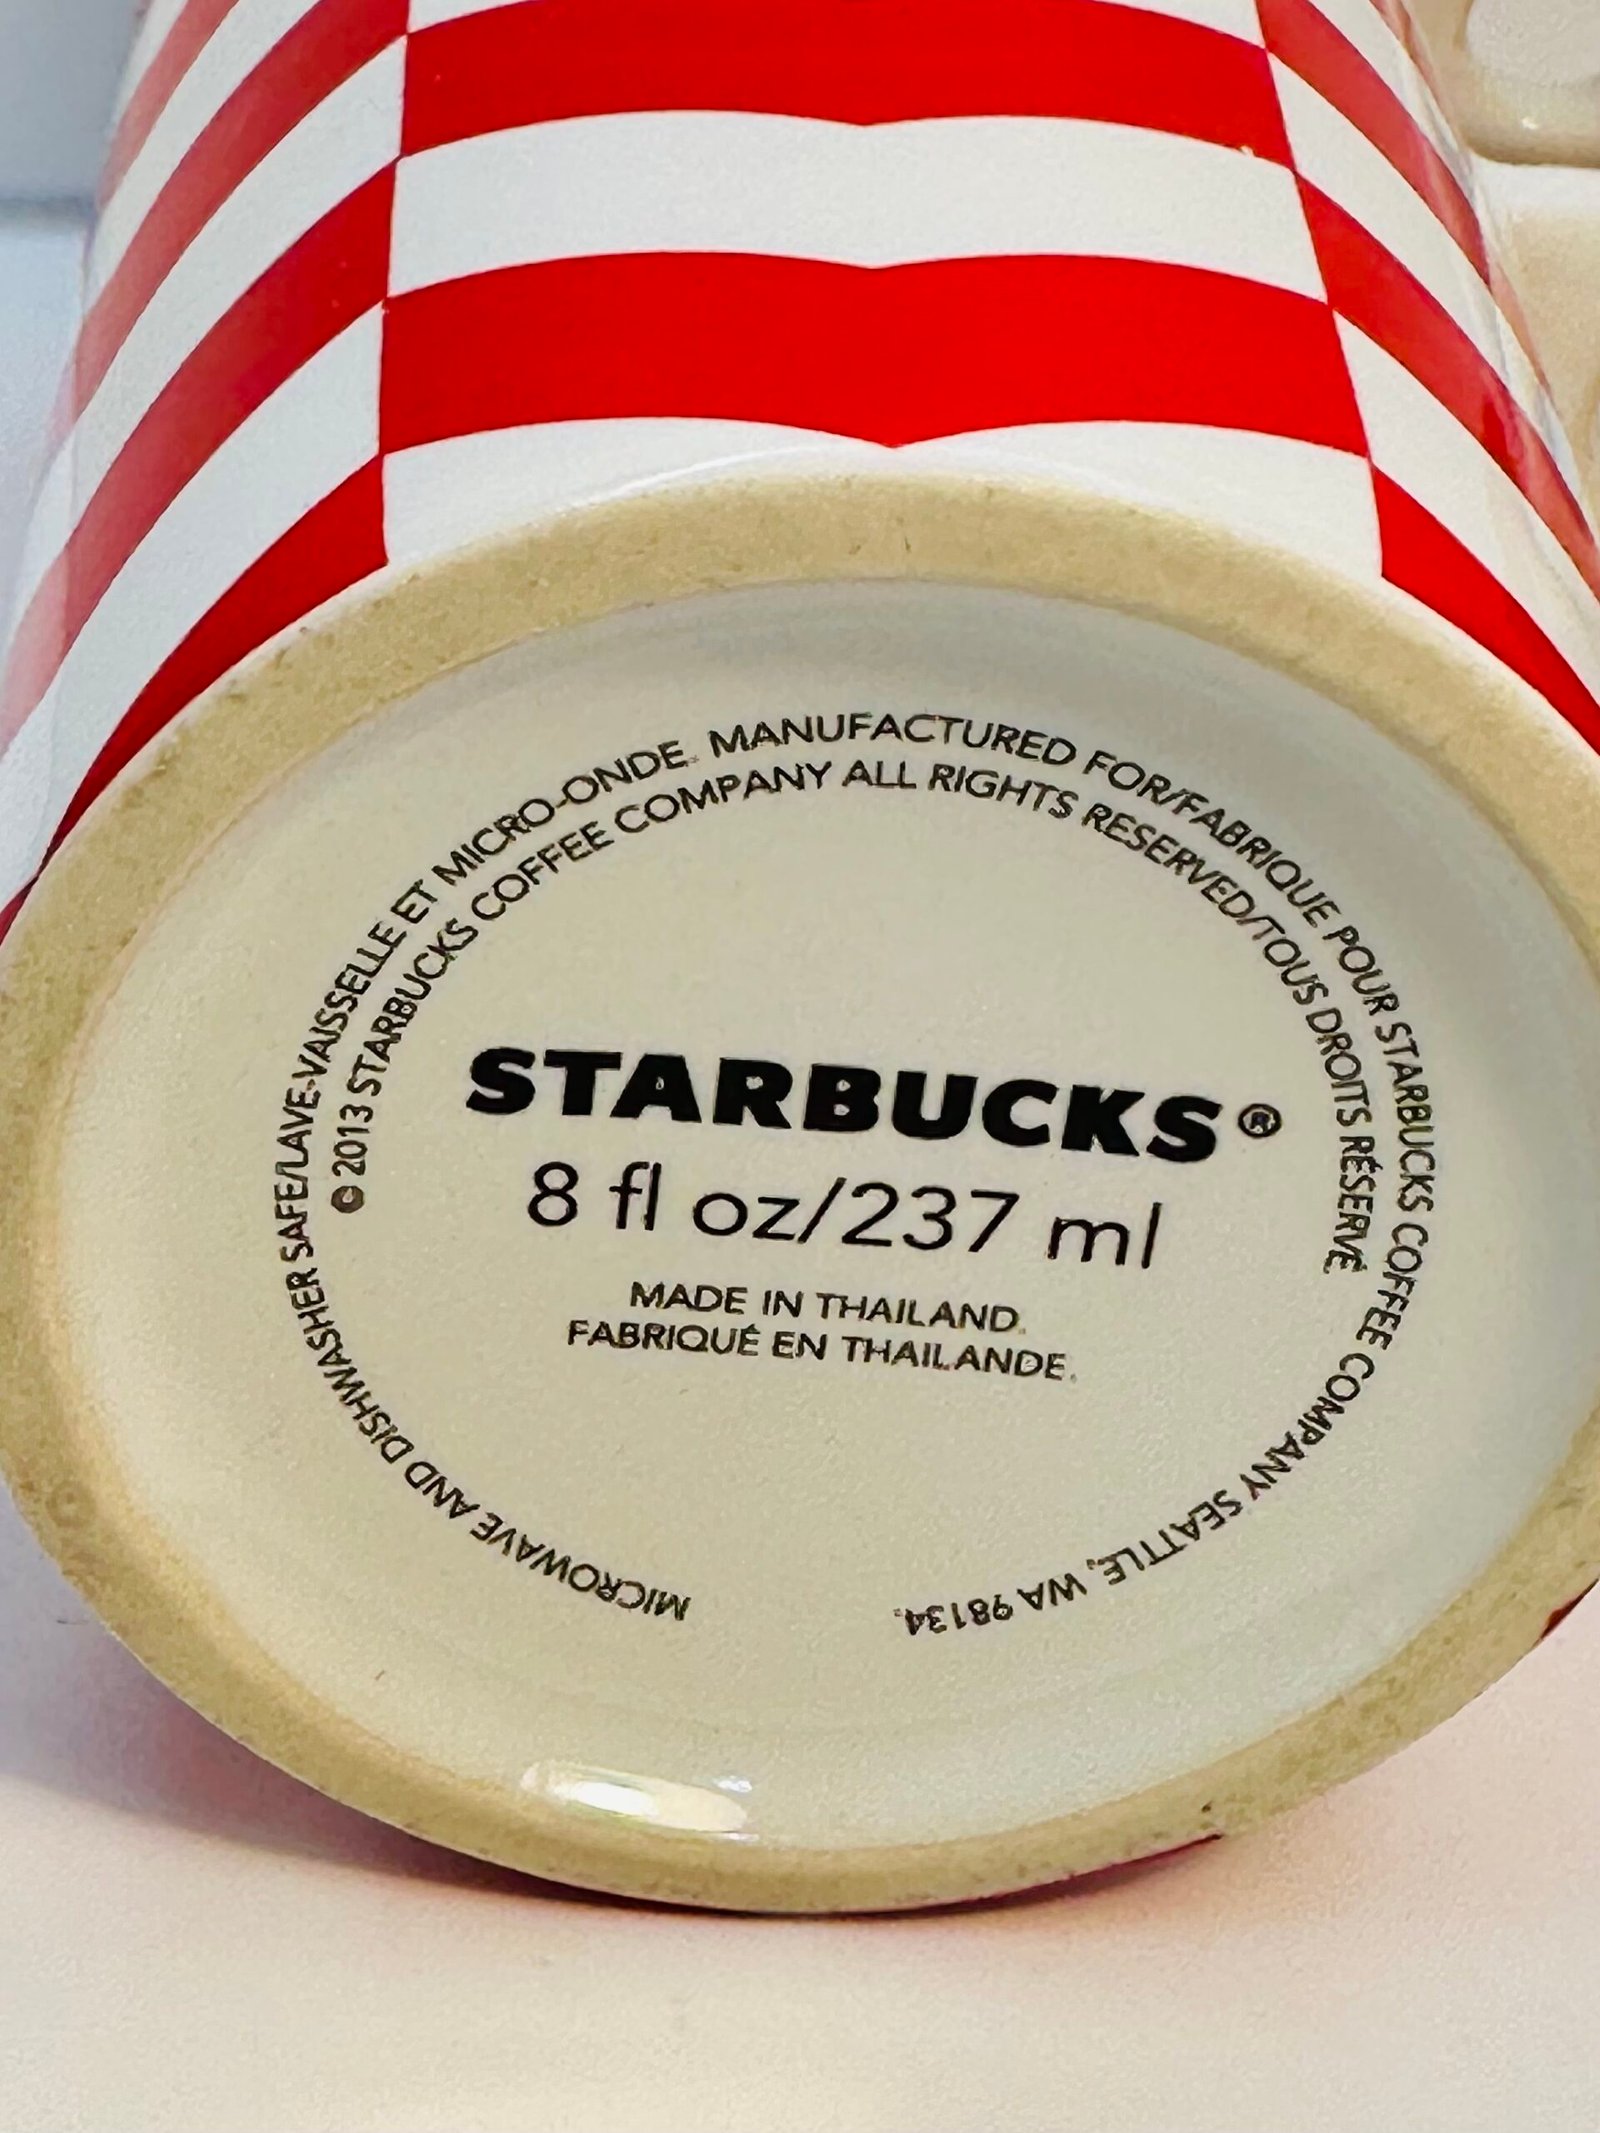 MICROWAVE AND DISHWASHER SAFE/LAVE-VAISSELLE ET MICRO-ONDE. MANUFACTURED FOR/FABRIQUE POUR STARBUCKS COFFEE COMPANY SEATTLE, WA 98134.
© 2013 STARBUCKS COFFEE COMPANY ALL RIGHTS RESERVED/TOUS DROITS RÉSERVÉ
STARBUCKS®
8 fl oz/237 ml
MADE IN THAILAND.
FABRIQUÉ EN THAILANDE.